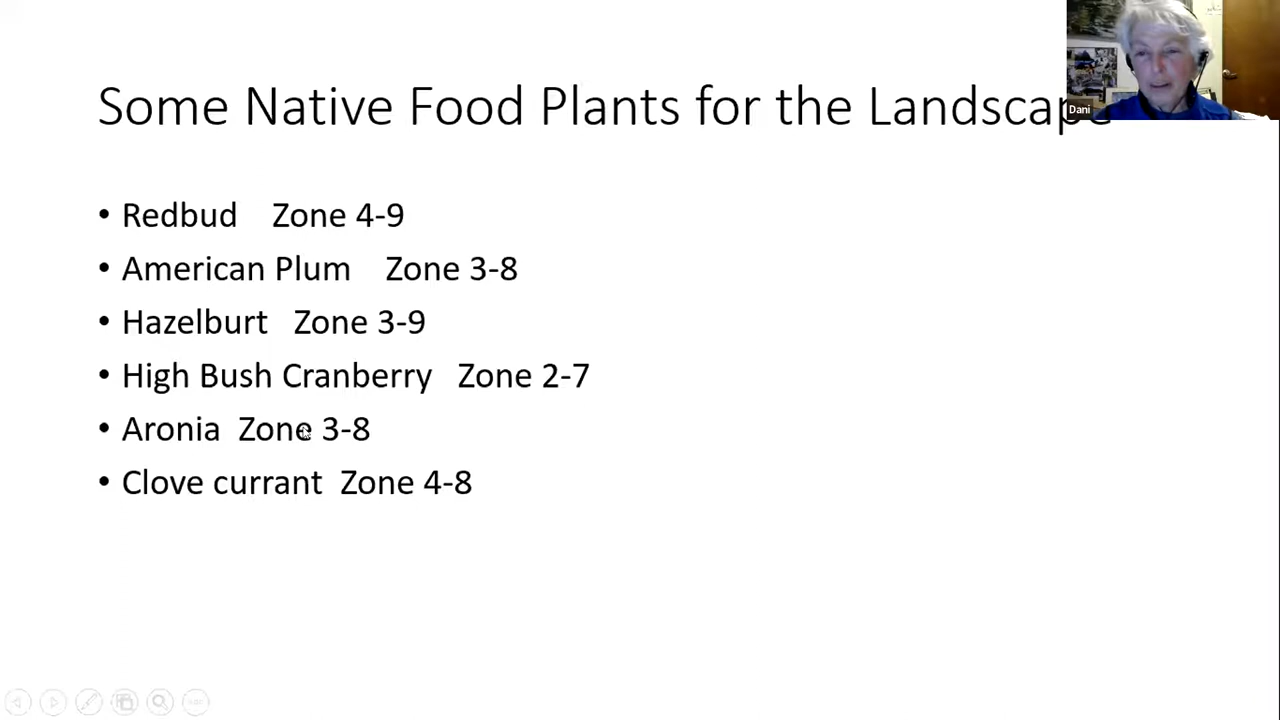 Some Native Food Plants for the Landscape
Dani
• Redbud Zone 4-9
• American Plum Zone 3-8
• Hazelburt Zone 3-9
• High Bush Cranberry Zone 2-7
• Aronia Zone 3-8
• Clove currant Zone 4-8